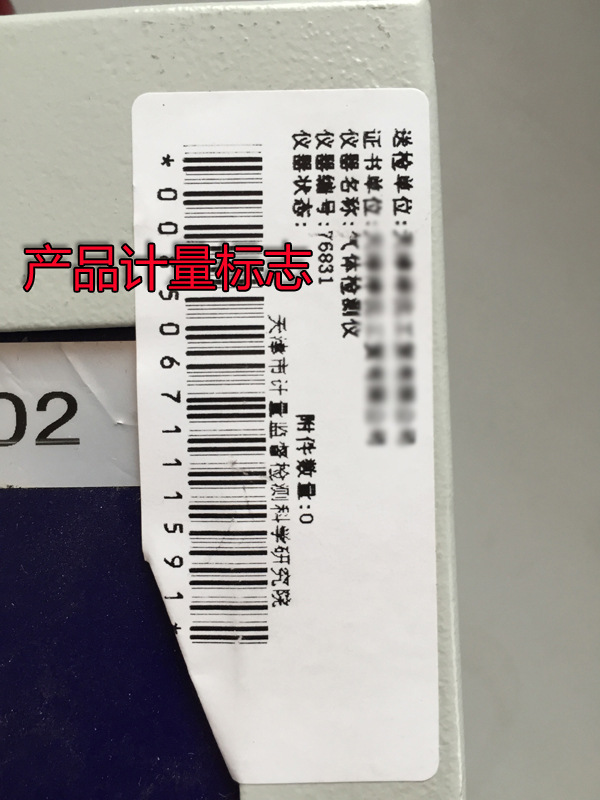 送检单位:
证书单位:
仪器名称:气体检测仪
仪器编号:76831
仪器状态:
附件数量:0
天津市计量监督检测科学研究院
5067111591*
产品计量标志
02